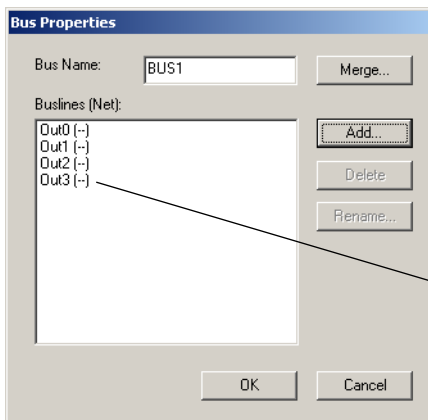 Bus Properties
Bus Name:
BUS1
Merge...
Buslines (Net):
Out0 (--)
Out1 (--)
Out2 (--)
Out3 (--)
Add...
Delete
Rename...
OK
Cancel